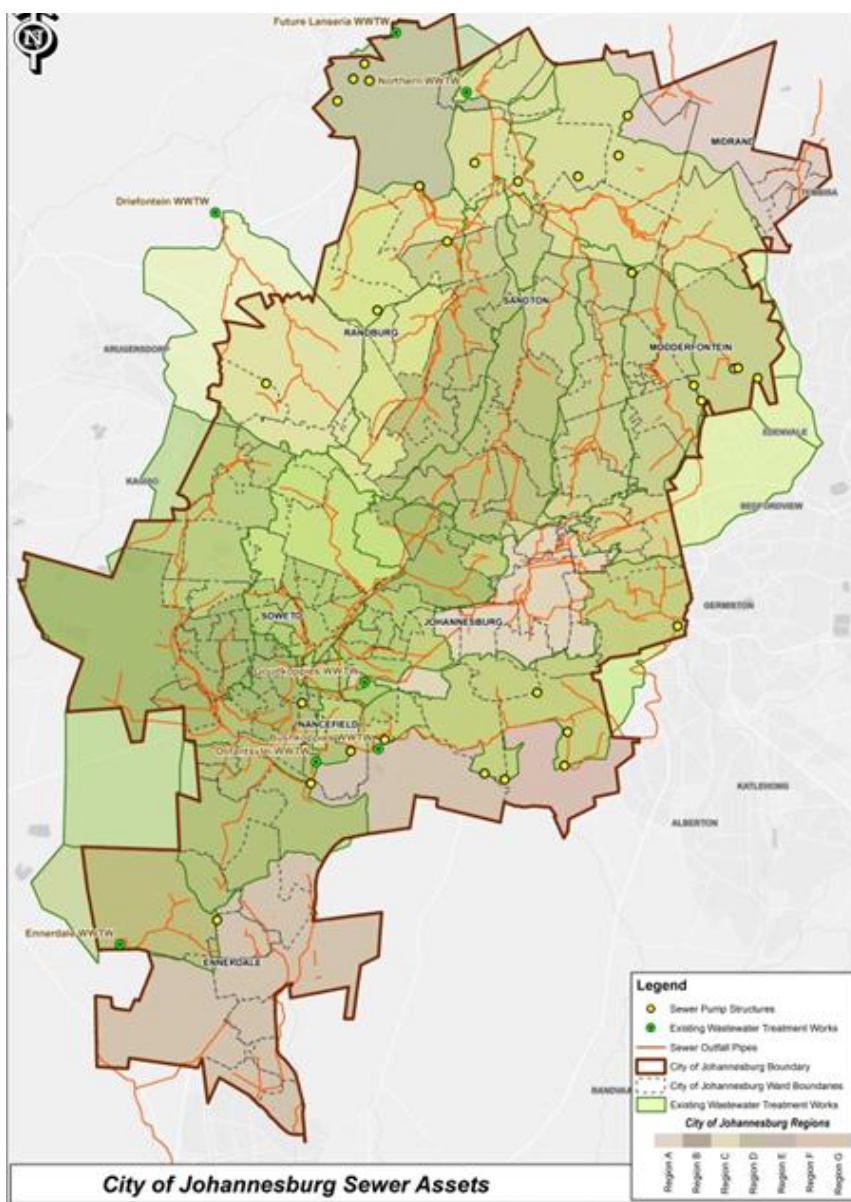 N
Future Lanseria WWTW
Northern WWTW
MIDRAND
TEMBISA
Driefontein WWTW
SANDTON
RANDBURG
KRUGERSDORP
MODDERFONTEIN
EDENVALE
KAGISO
BEDFORDVIEW
GERMISTON
SOWETO
JOHANNESBURG
Goudkoppies WWTW
NANCEFIELD
Bushkoppies WWTW
Olifantsvlei WWTW
KATLEHONG
ALBERTON
Ennerdale WWTW
ENNERDALE
Legend
Sewer Pump Structures
Existing Wastewater Treatment Works
Sewer Outfall Pipes
City of Johannesburg Boundary
City of Johannesburg Ward Boundaries
Existing Wastewater Treatment Works
City of Johannesburg Regions
Region A
Region B
Region C
Region D
Region E
Region F
Region G
City of Johannesburg Sewer Assets